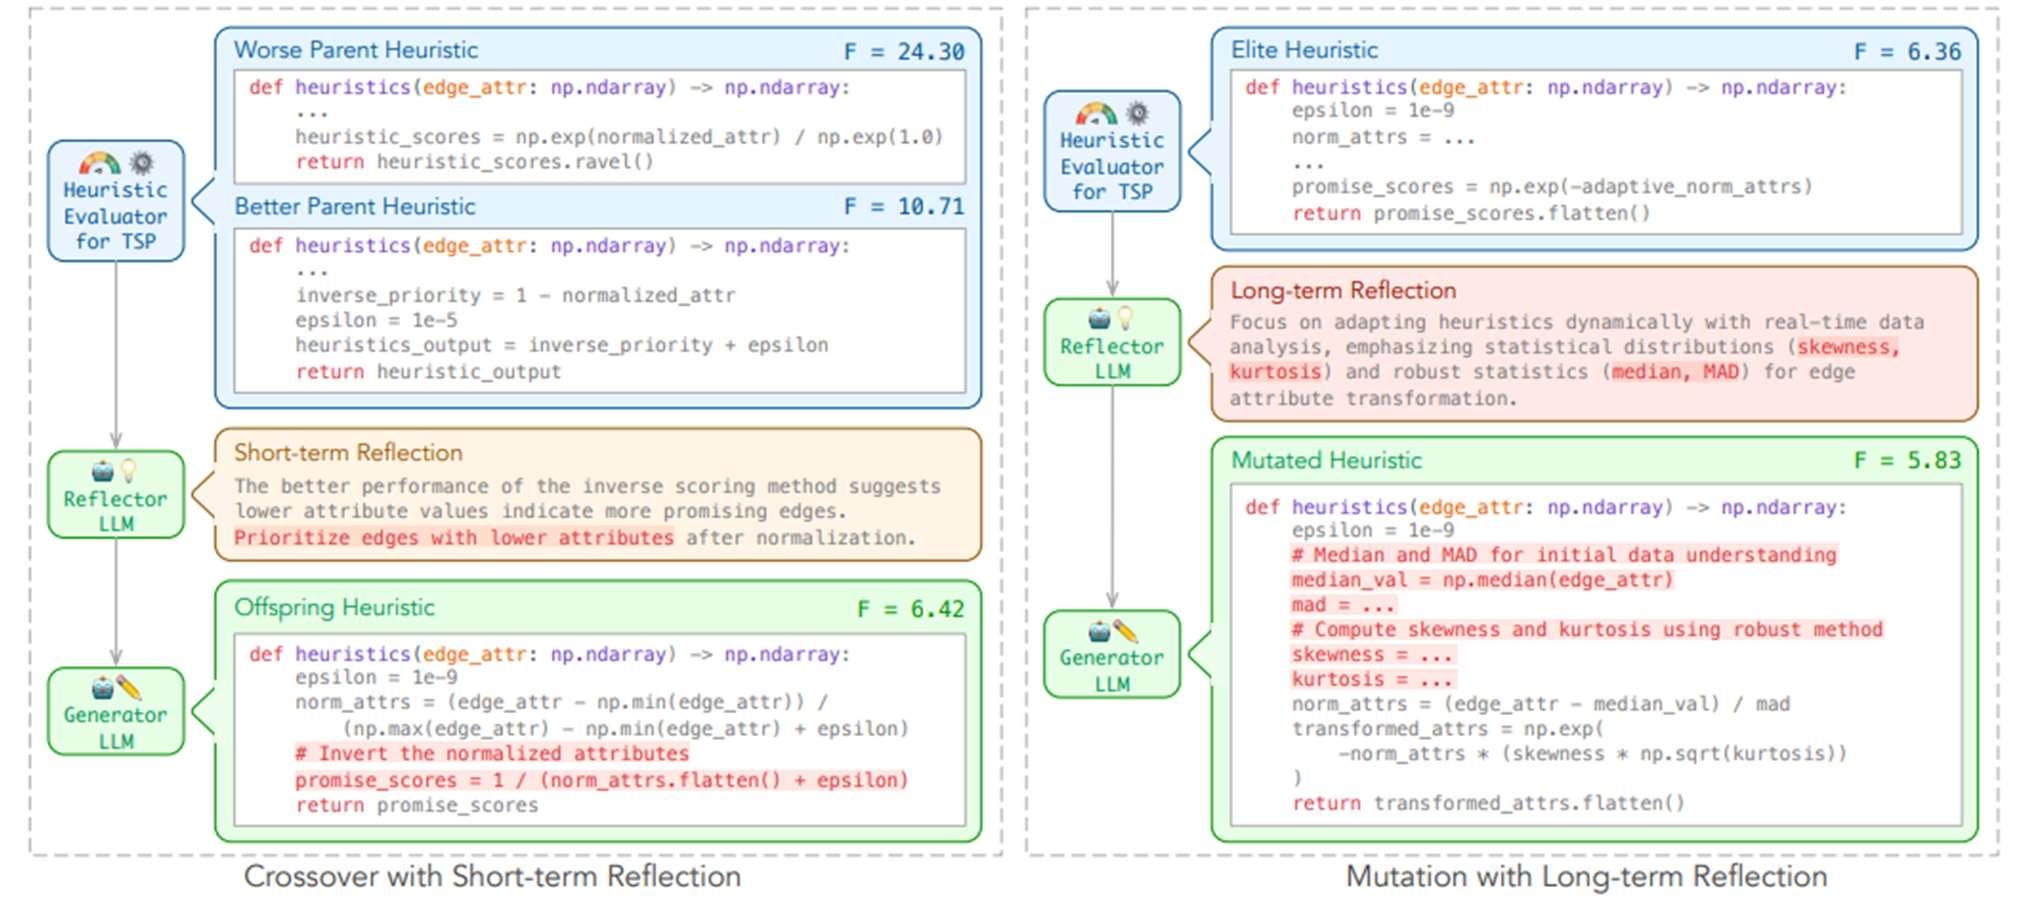 Heuristic
Evaluator
for TSP
Worse Parent Heuristic F = 24.30
def heuristics(edge_attr: np.ndarray) -> np.ndarray:
    ...
    heuristic_scores = np.exp(normalized_attr) / np.exp(1.0)
    return heuristic_scores.ravel()
Better Parent Heuristic F = 10.71
def heuristics(edge_attr: np.ndarray) -> np.ndarray:
    ...
    inverse_priority = 1 - normalized_attr
    epsilon = 1e-5
    heuristics_output = inverse_priority + epsilon
    return heuristic_output
Reflector
LLM
Short-term Reflection
The better performance of the inverse scoring method suggests
lower attribute values indicate more promising edges.
Prioritize edges with lower attributes after normalization.
Generator
LLM
Offspring Heuristic F = 6.42
def heuristics(edge_attr: np.ndarray) -> np.ndarray:
    epsilon = 1e-9
    norm_attrs = (edge_attr - np.min(edge_attr)) /
        (np.max(edge_attr) - np.min(edge_attr) + epsilon)
    # Invert the normalized attributes
    promise_scores = 1 / (norm_attrs.flatten() + epsilon)
    return promise_scores
Crossover with Short-term Reflection
Heuristic
Evaluator
for TSP
Elite Heuristic F = 6.36
def heuristics(edge_attr: np.ndarray) -> np.ndarray:
    epsilon = 1e-9
    norm_attrs = ...
    ...
    promise_scores = np.exp(-adaptive_norm_attrs)
    return promise_scores.flatten()
Reflector
LLM
Long-term Reflection
Focus on adapting heuristics dynamically with real-time data
analysis, emphasizing statistical distributions (skewness,
kurtosis) and robust statistics (median, MAD) for edge
attribute transformation.
Generator
LLM
Mutated Heuristic F = 5.83
def heuristics(edge_attr: np.ndarray) -> np.ndarray:
    epsilon = 1e-9
    # Median and MAD for initial data understanding
    median_val = np.median(edge_attr)
    mad = ...
    # Compute skewness and kurtosis using robust method
    skewness = ...
    kurtosis = ...
    norm_attrs = (edge_attr - median_val) / mad
    transformed_attrs = np.exp(
        -norm_attrs * (skewness * np.sqrt(kurtosis))
    )
    return transformed_attrs.flatten()
Mutation with Long-term Reflection